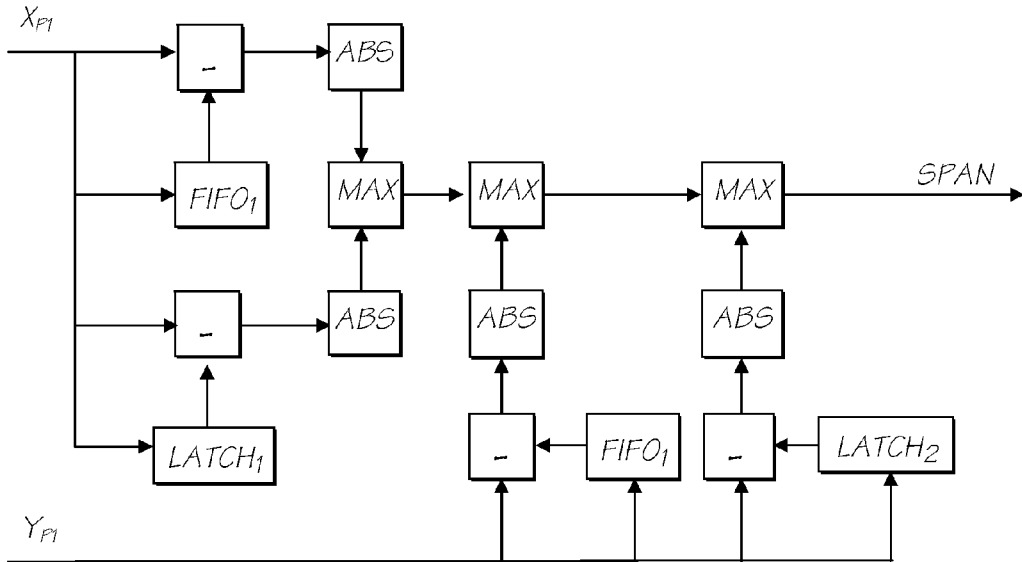 X_P1
- ABS
FIFO_1 MAX MAX MAX SPAN
- ABS ABS ABS
LATCH_1 - FIFO_1 - LATCH_2
Y_P1